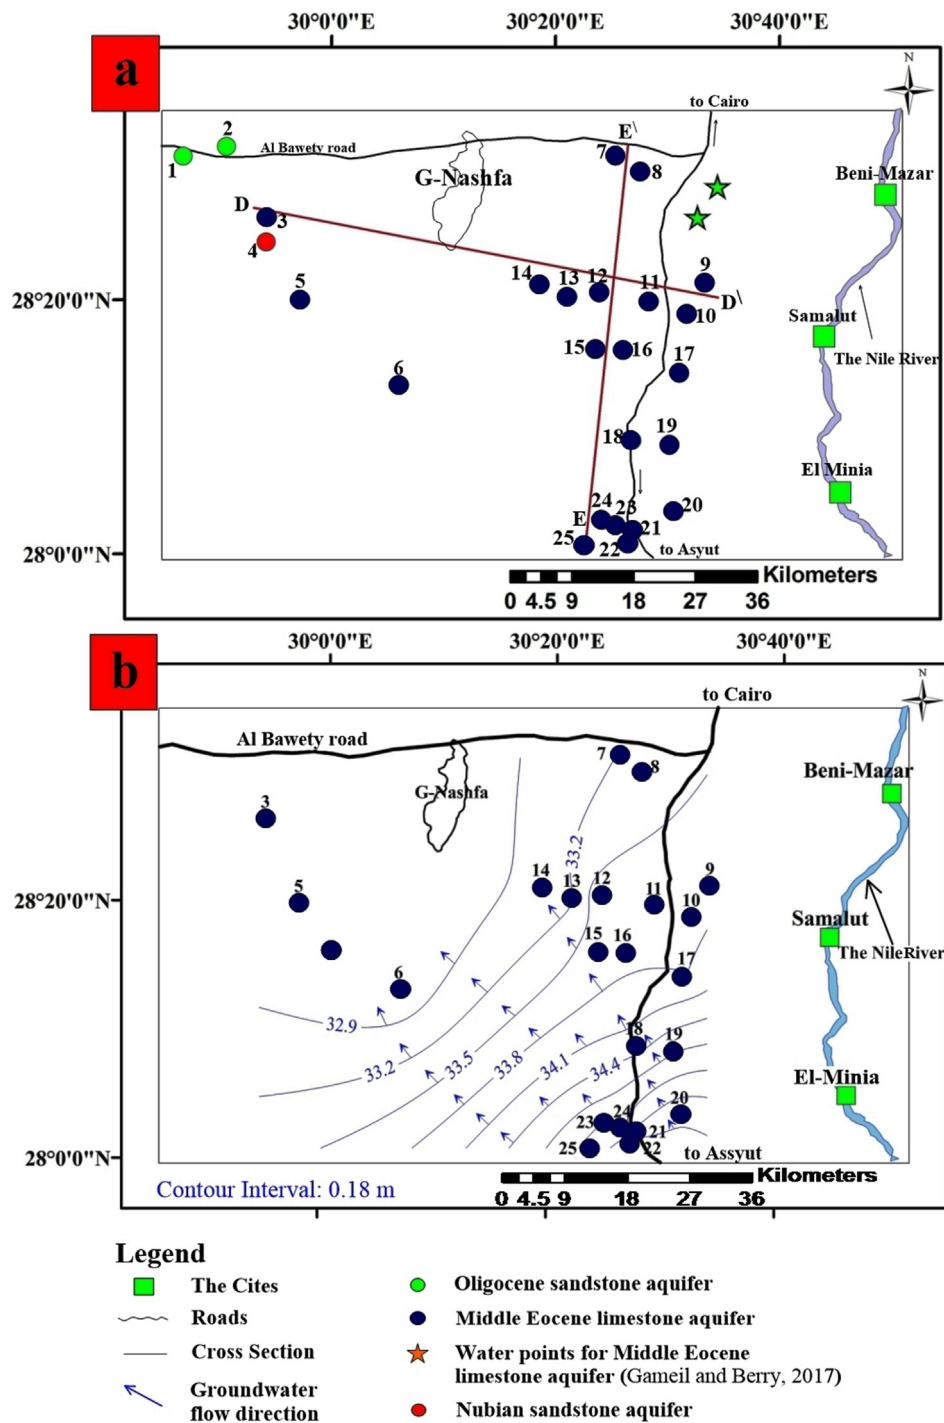 30°0'0"E 30°20'0"E 30°40'0"E
a
N
to Cairo
E\
2
1
Al Bawety road
7
8
G-Nashfa
Beni-Mazar
D
3
4
5
14
13
12
11
9
D\
10
28°20'0"N
Samalut
15
16
17
The Nile River
6
18
19
El Minia
24
23
20
E
21
25
22
28°0'0"N
to Asyut
Kilometers
0 4.5 9 18 27 36
30°0'0"E 30°20'0"E 30°40'0"E
b
N
to Cairo
Al Bawety road
7
8
Beni-Mazar
G-Nashfa
3
33.2
14
13
12
9
11
10
28°20'0"N
5
Samalut
15
16
The NileRiver
17
6
32.9
18
19
33.2
33.5
33.8
34.1
34.4
El-Minia
20
23
24
21
25
22
28°0'0"N
to Assyut
Contour Interval: 0.18 m
Kilometers
0 4.5 9 18 27 36
Legend
The Cites
Oligocene sandstone aquifer
Roads
Middle Eocene limestone aquifer
Cross Section
Water points for Middle Eocene
limestone aquifer (Gameil and Berry, 2017)
Groundwater
flow direction
Nubian sandstone aquifer